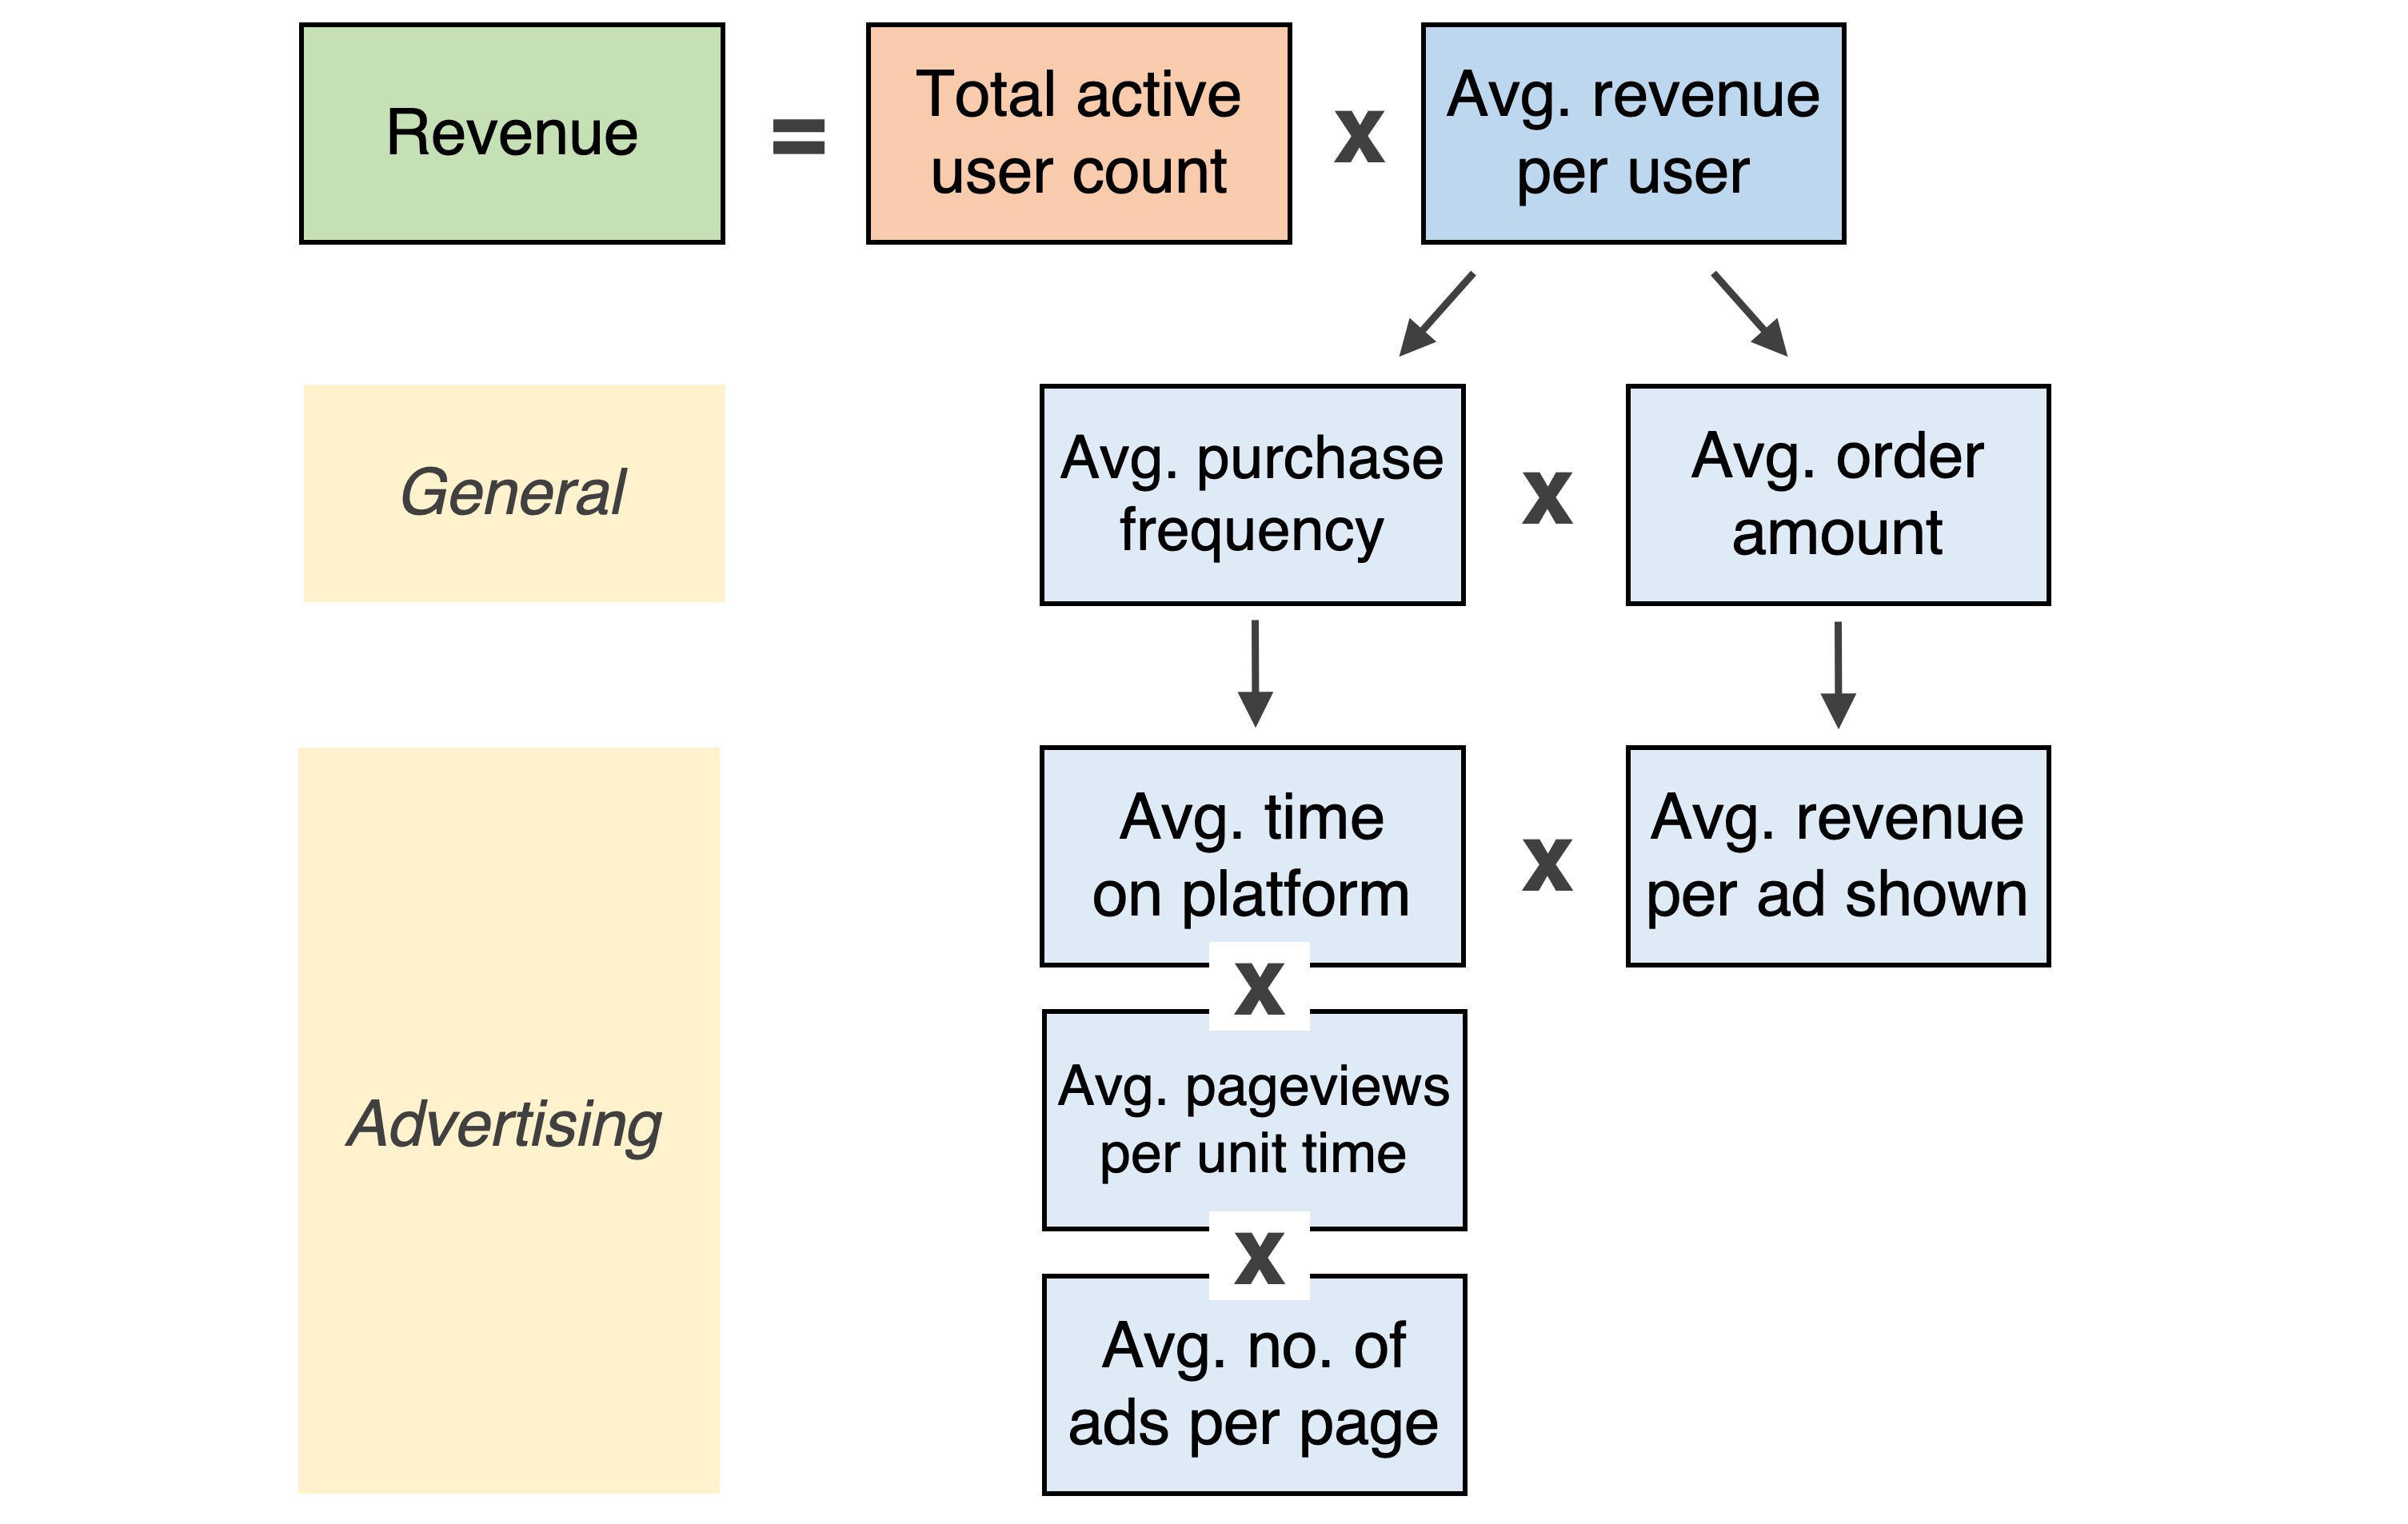 Revenue
=
Total active
user count
x
Avg. revenue
per user
General
Avg. purchase
frequency
x
Avg. order
amount
Advertising
Avg. time
on platform
x
Avg. revenue
per ad shown
x
Avg. pageviews
per unit time
x
Avg. no. of
ads per page